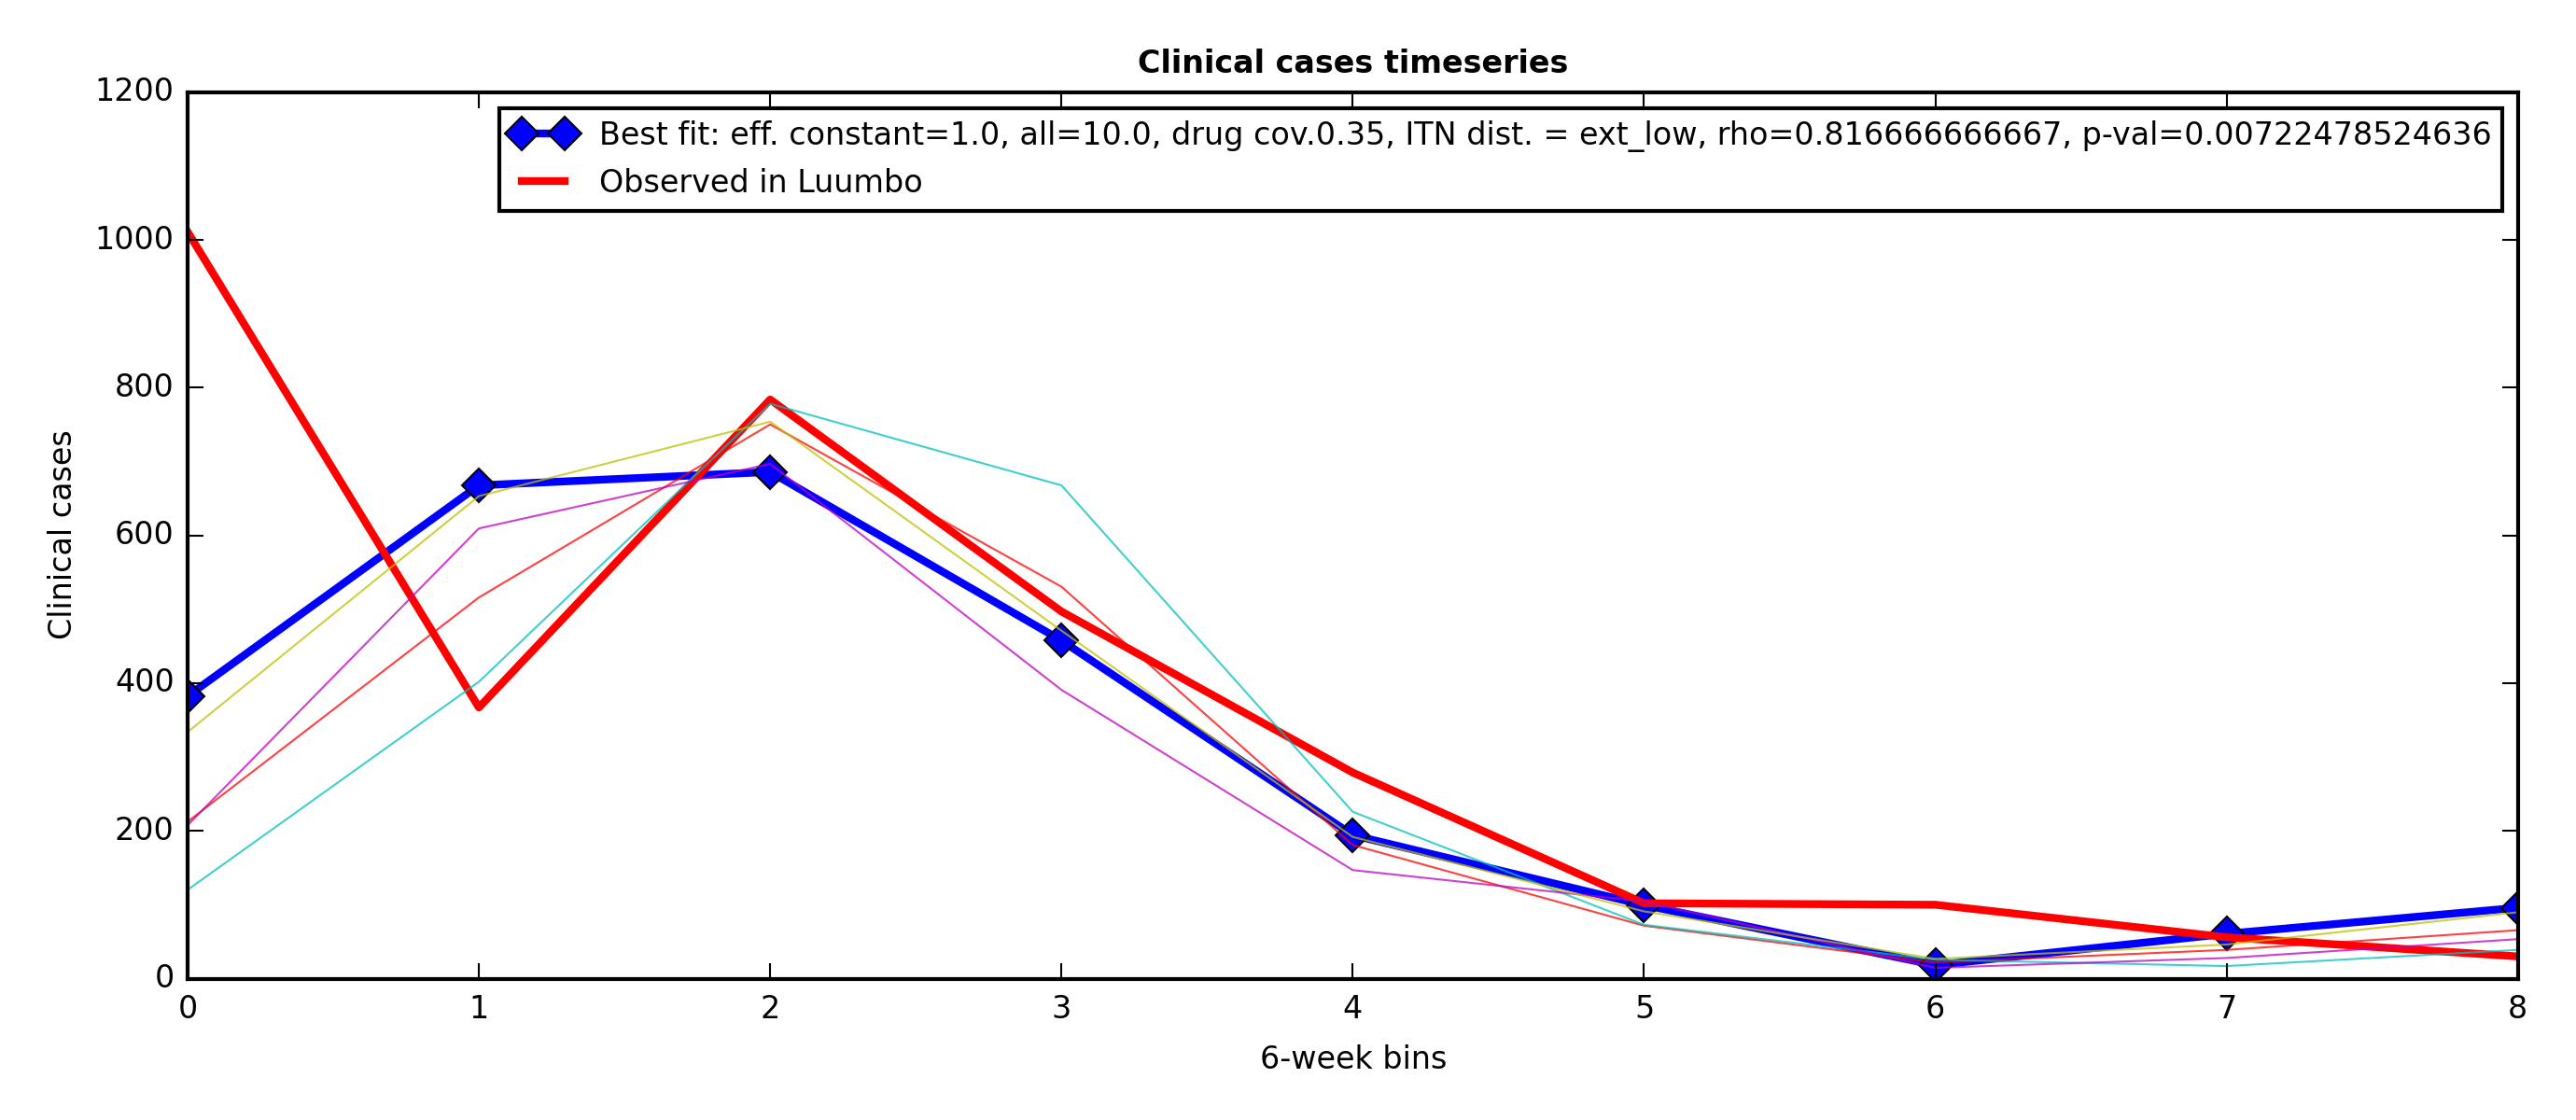 Clinical cases timeseries
1200
1000
800
600
400
200
0
Clinical cases
Best fit: eff. constant=1.0, all=10.0, drug cov.0.35, ITN dist. = ext_low, rho=0.816666666667, p-val=0.00722478524636
Observed in Luumbo
0 1 2 3 4 5 6 7 8
6-week bins